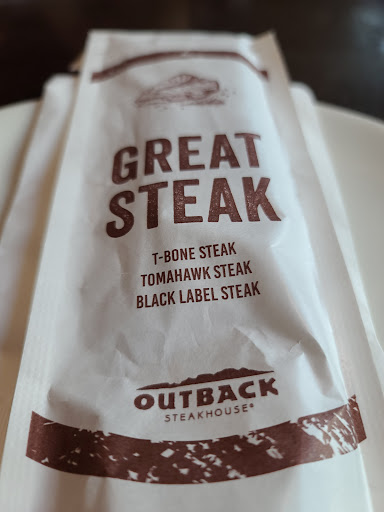 GREAT
STEAK
T-BONE STEAK
TOMAHAWK STEAK
BLACK LABEL STEAK
OUTBACK
STEAKHOUSE®